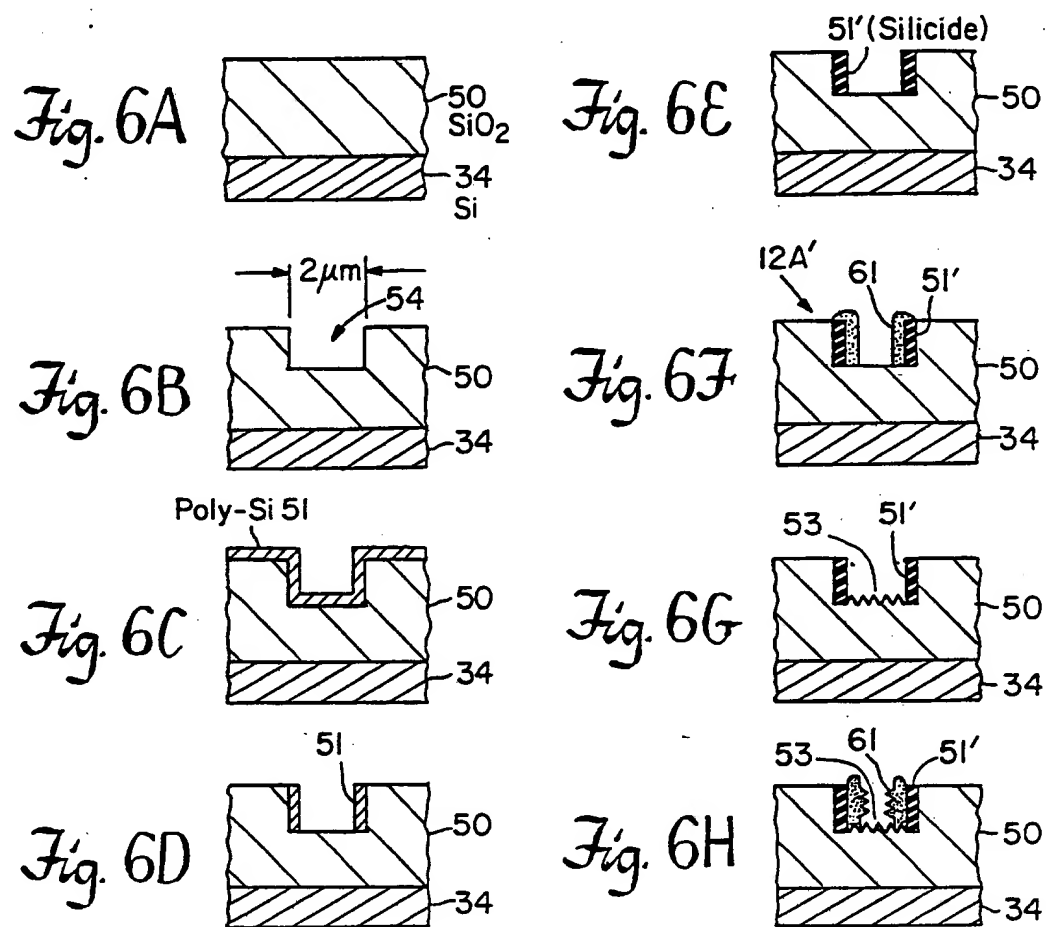 Fig. 6A
50
SiO2
34
Si
Fig. 6B
2μm
54
50
34
Fig. 6C
Poly-Si 51
50
34
Fig. 6D
51
50
34
Fig. 6E
51' (Silicide)
50
34
Fig. 6F
12A'
61
51'
50
34
Fig. 6G
53
51'
50
34
Fig. 6H
53
61
51'
50
34